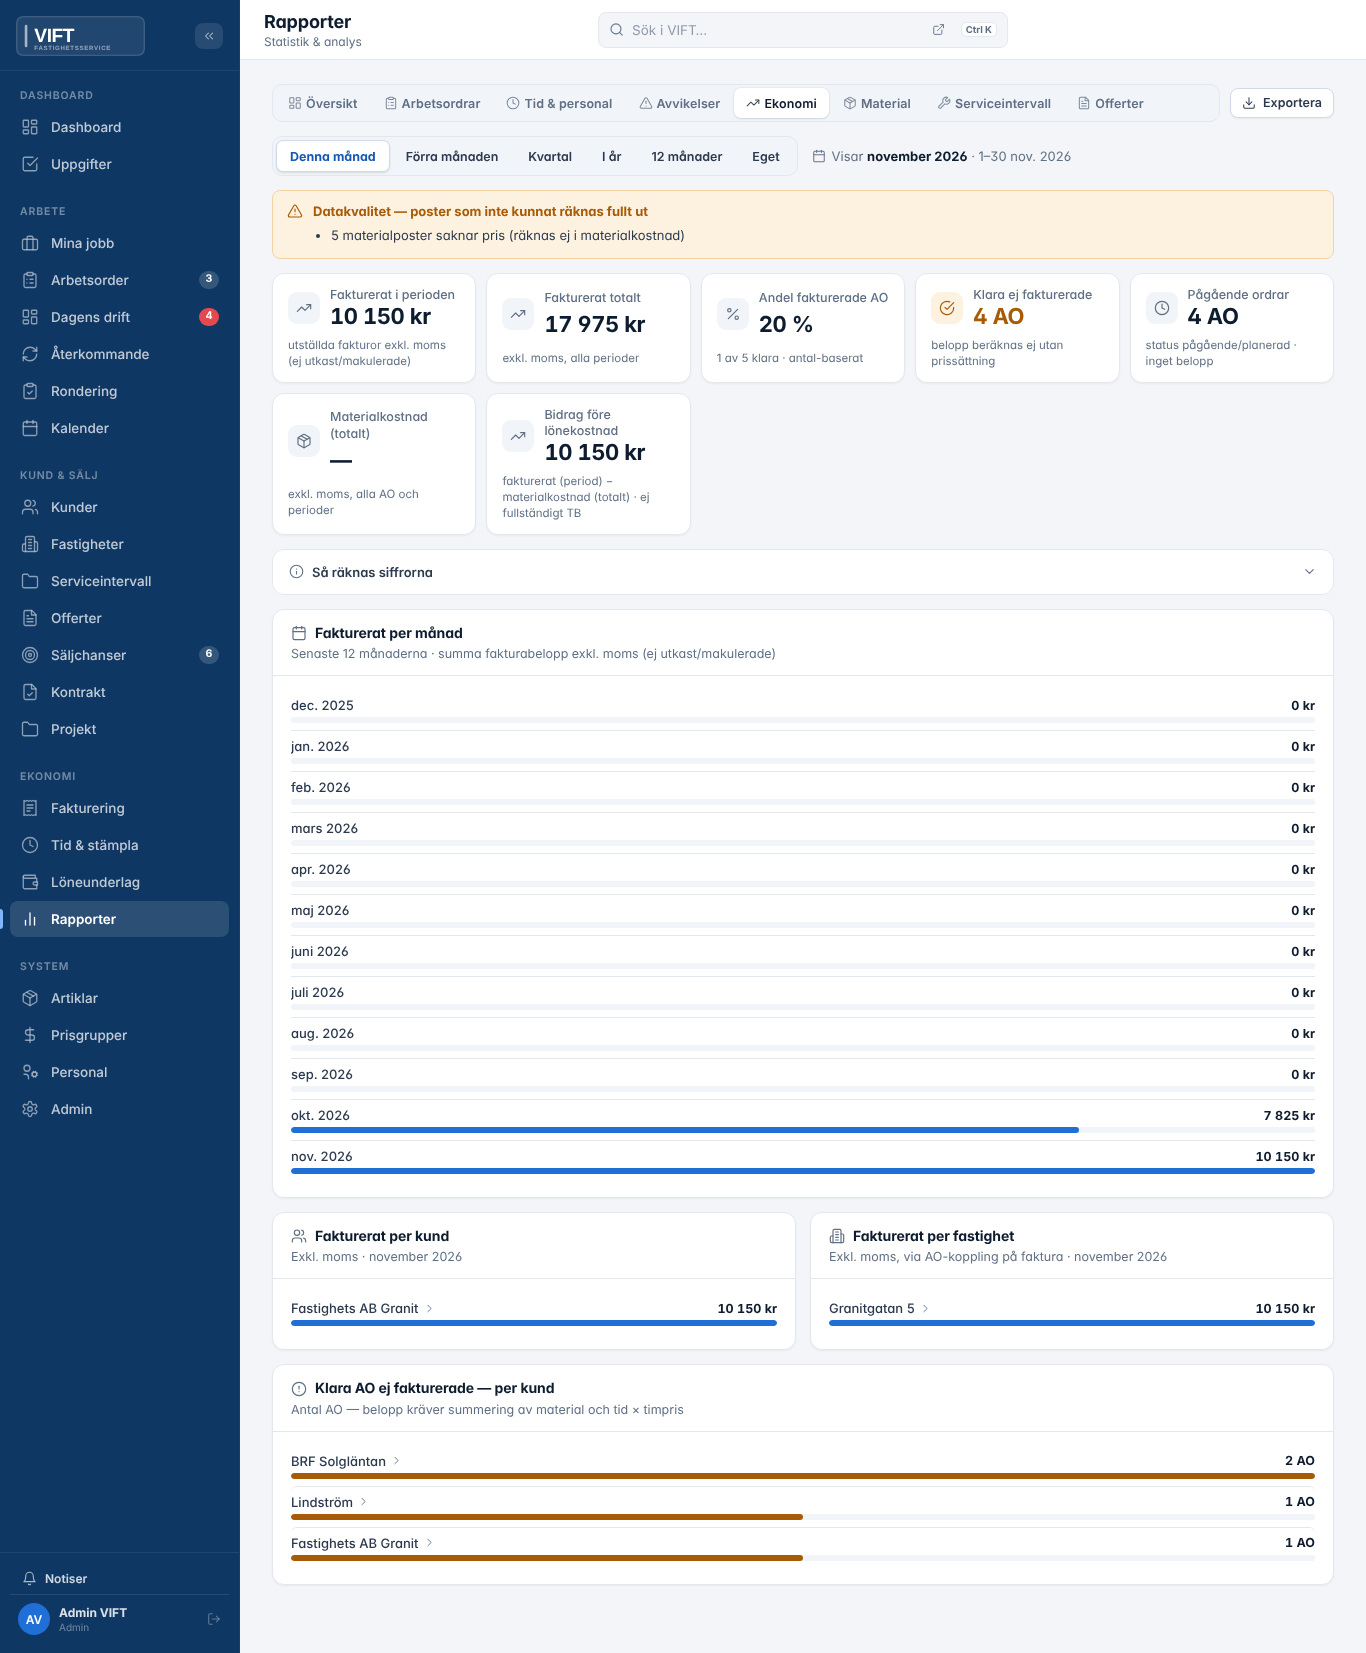 VIFT
FASTIGHETSSERVICE
DASHBOARD
Dashboard
Uppgifter
ARBETE
Mina jobb
Arbetsorder 3
Dagens drift 4
Återkommande
Rondering
Kalender
KUND & SÄLJ
Kunder
Fastigheter
Serviceintervall
Offerter
Säljchanser 6
Kontrakt
Projekt
EKONOMI
Fakturering
Tid & stämpla
Löneunderlag
Rapporter
SYSTEM
Artiklar
Prisgrupper
Personal
Admin
Notiser
AV Admin VIFT
Admin
Rapporter
Statistik & analys
Sök i VIFT... Ctrl K
Översikt Arbetsordrar Tid & personal Avvikelser Ekonomi Material Serviceintervall Offerter Exportera
Denna månad Förra månaden Kvartal I år 12 månader Eget Visar november 2026 · 1–30 nov. 2026
Datakvalitet — poster som inte kunnat räknas fullt ut
• 5 materialposter saknar pris (räknas ej i materialkostnad)
Fakturerat i perioden
10 150 kr
utställda fakturor exkl. moms
(ej utkast/makulerade)
Fakturerat totalt
17 975 kr
exkl. moms, alla perioder
Andel fakturerade AO
20 %
1 av 5 klara · antal-baserat
Klara ej fakturerade
4 AO
belopp beräknas ej utan
prissättning
Pågående ordrar
4 AO
status pågående/planerad ·
inget belopp
Materialkostnad
(totalt)
—
exkl. moms, alla AO och
perioder
Bidrag före
lönekostnad
10 150 kr
fakturerat (period) −
materialkostnad (totalt) · ej
fullständigt TB
Så räknas siffrorna
Fakturerat per månad
Senaste 12 månaderna · summa fakturabelopp exkl. moms (ej utkast/makulerade)
dec. 2025 0 kr
jan. 2026 0 kr
feb. 2026 0 kr
mars 2026 0 kr
apr. 2026 0 kr
maj 2026 0 kr
juni 2026 0 kr
juli 2026 0 kr
aug. 2026 0 kr
sep. 2026 0 kr
okt. 2026 7 825 kr
nov. 2026 10 150 kr
Fakturerat per kund
Exkl. moms · november 2026
Fastighets AB Granit 10 150 kr
Fakturerat per fastighet
Exkl. moms, via AO-koppling på faktura · november 2026
Granitgatan 5 10 150 kr
Klara AO ej fakturerade — per kund
Antal AO — belopp kräver summering av material och tid × timpris
BRF Solgläntan 2 AO
Lindström 1 AO
Fastighets AB Granit 1 AO